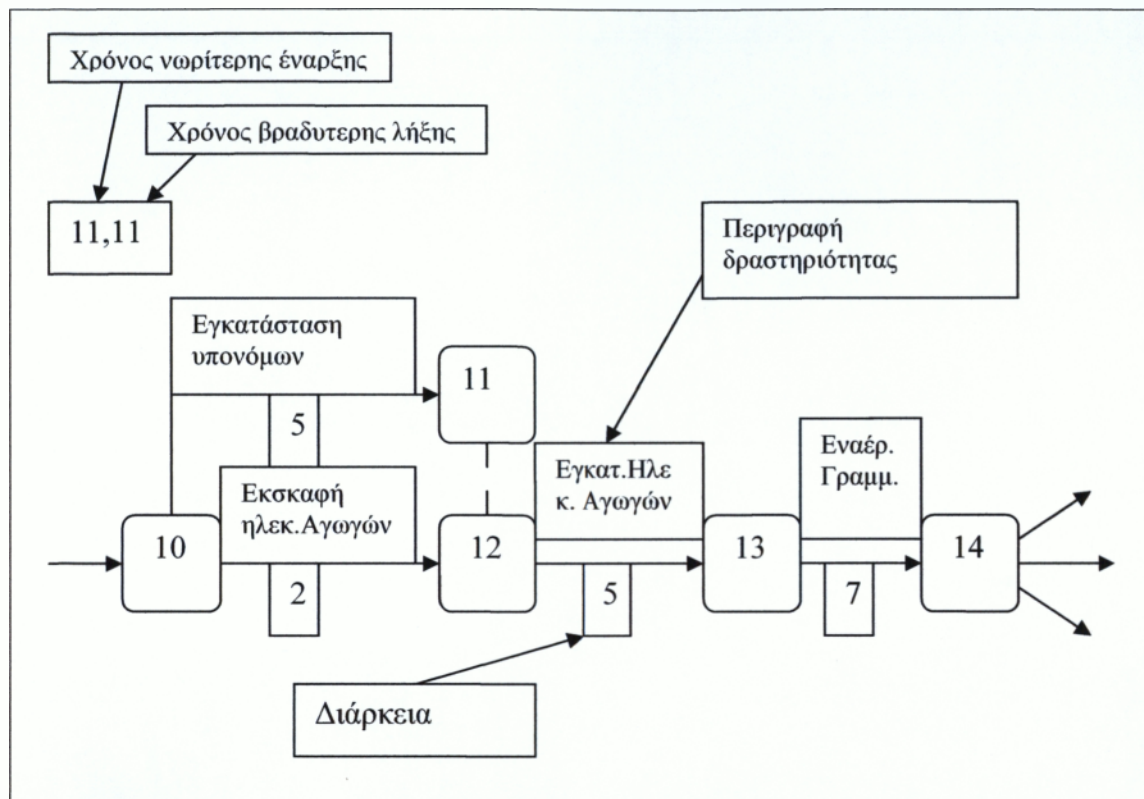 Χρόνος νωρίτερης έναρξης
Χρόνος βραδυτερης λήξης
11,11
Περιγραφή
δραστηριότητας
Εγκατάσταση
υπονόμων
11
5
Εναέρ.
Γραμμ.
Εγκατ.Ηλε
κ. Αγωγών
Εκσκαφή
ηλεκ.Αγωγών
10
12
13
14
2
5
7
Διάρκεια